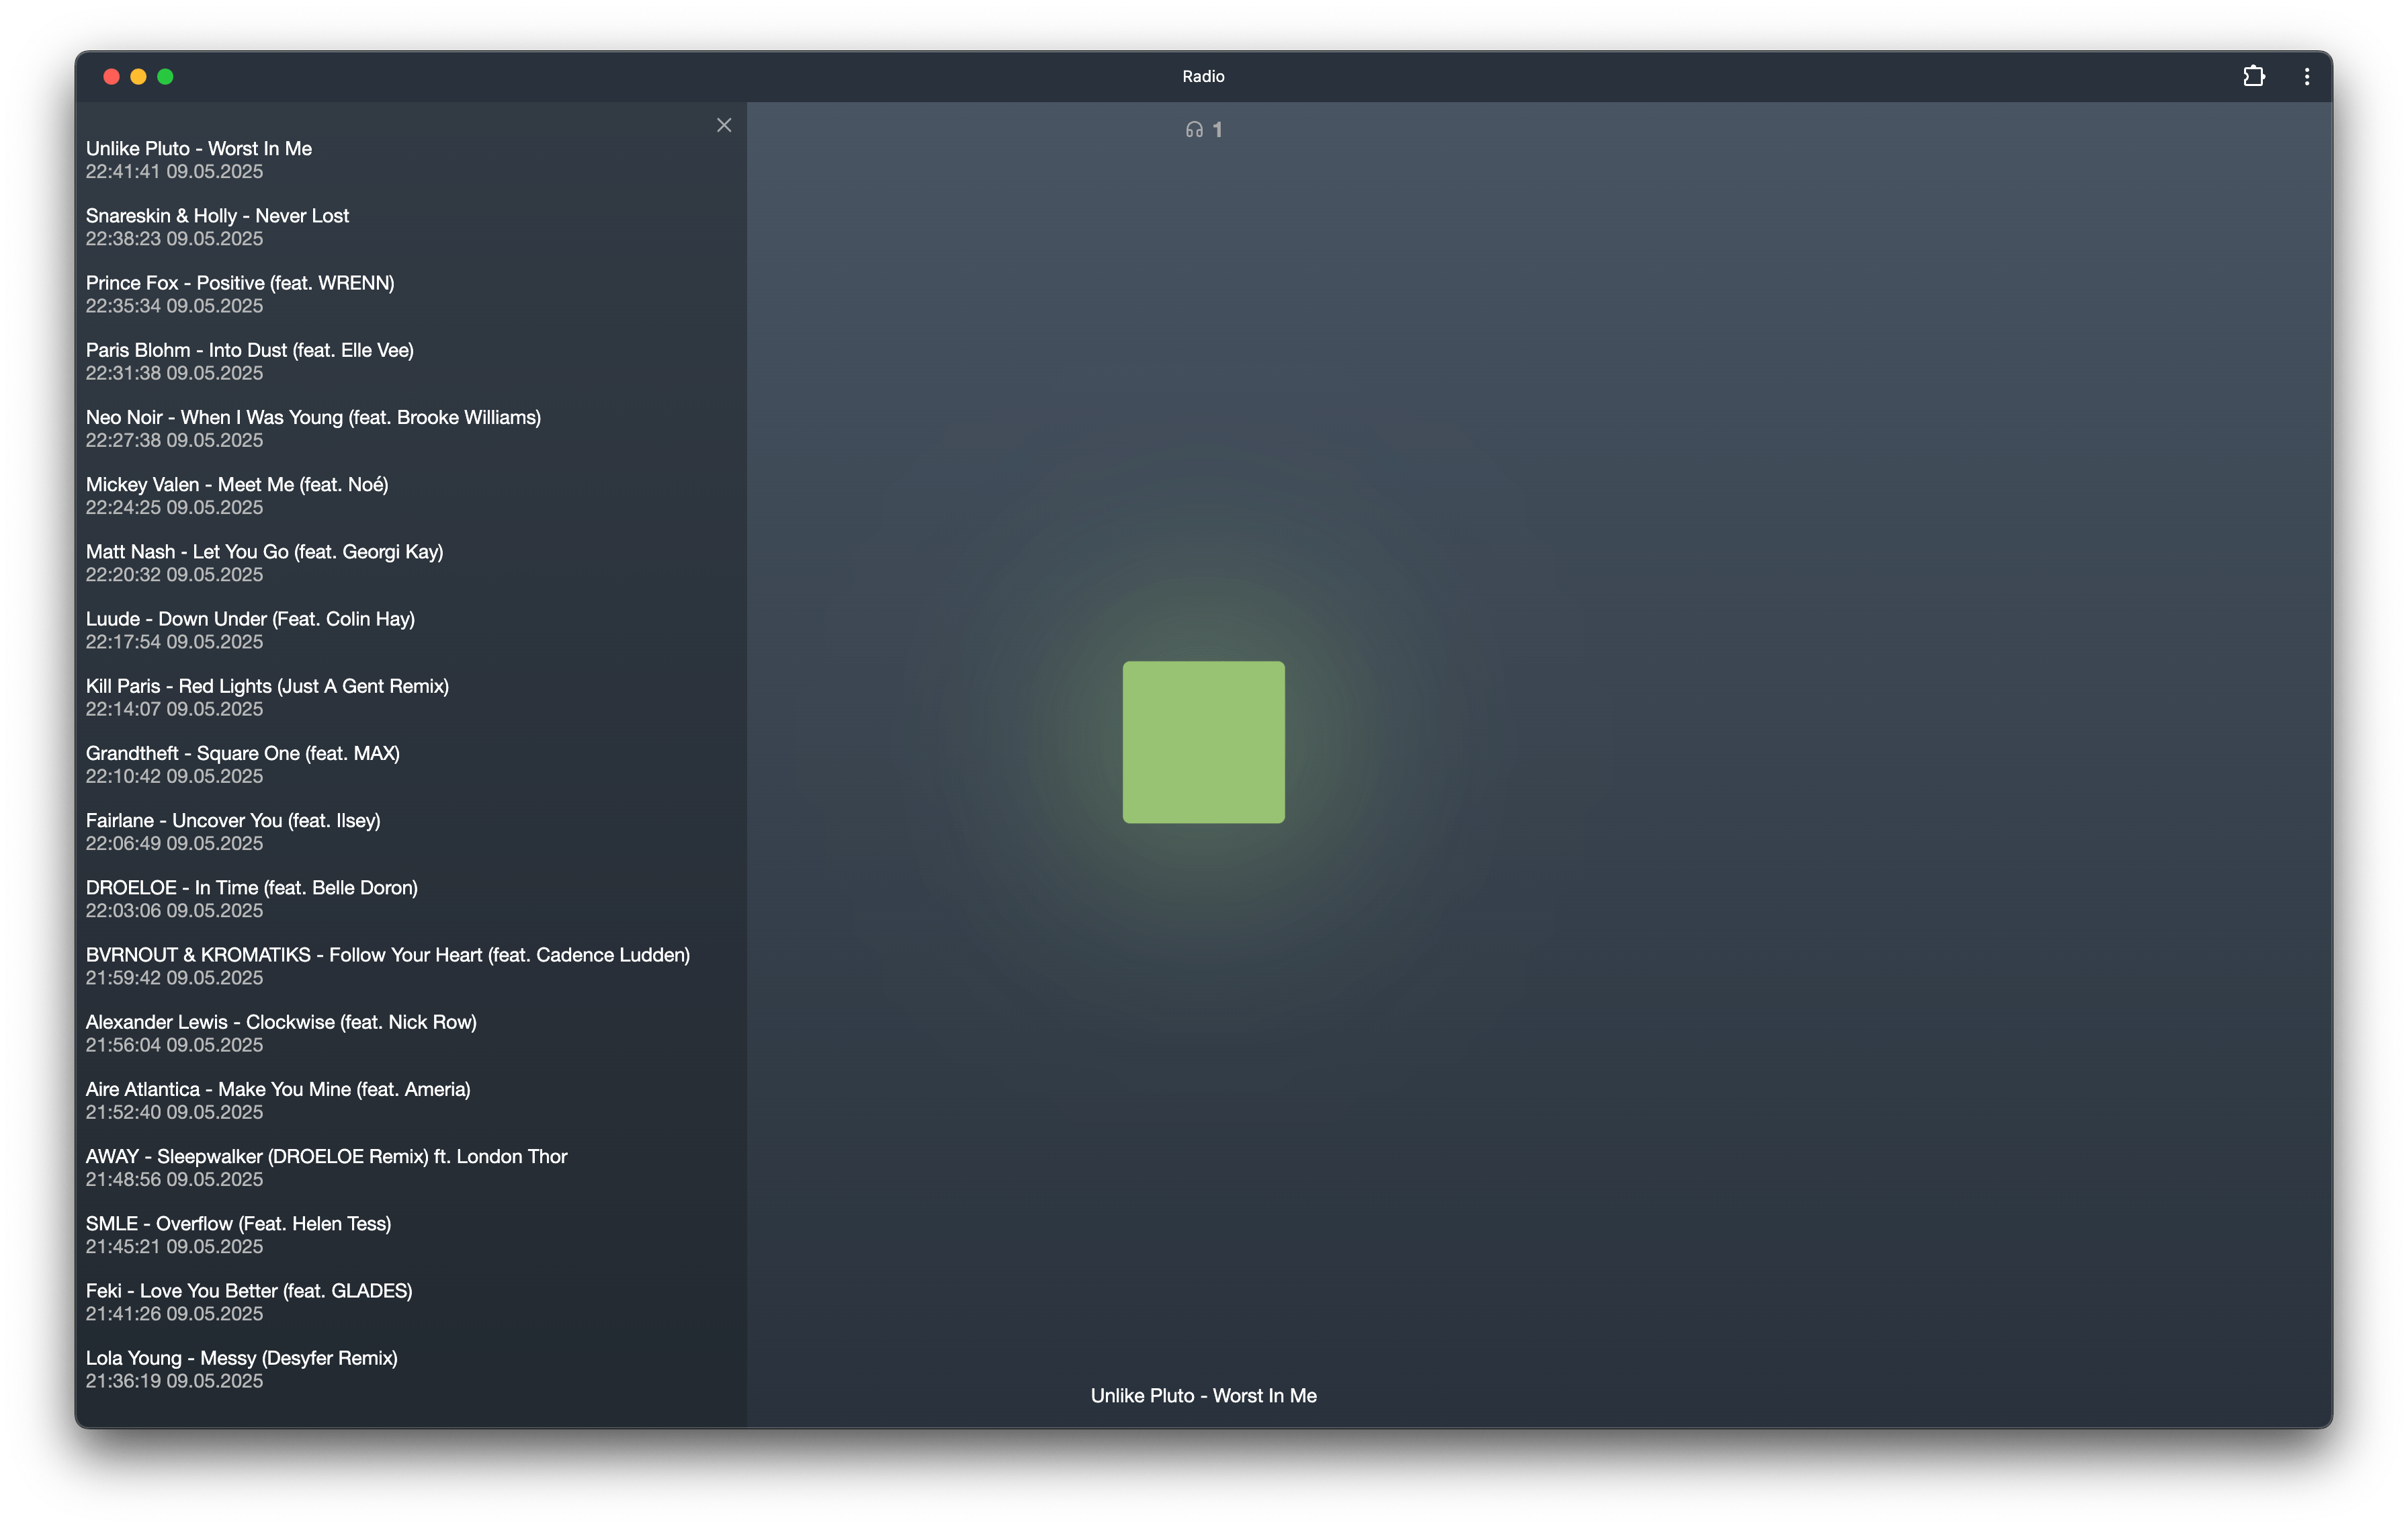 Radio
Unlike Pluto - Worst In Me
22:41:41 09.05.2025
Snareskin & Holly - Never Lost
22:38:23 09.05.2025
Prince Fox - Positive (feat. WRENN)
22:35:34 09.05.2025
Paris Blohm - Into Dust (feat. Elle Vee)
22:31:38 09.05.2025
Neo Noir - When I Was Young (feat. Brooke Williams)
22:27:38 09.05.2025
Mickey Valen - Meet Me (feat. Noé)
22:24:25 09.05.2025
Matt Nash - Let You Go (feat. Georgi Kay)
22:20:32 09.05.2025
Luude - Down Under (Feat. Colin Hay)
22:17:54 09.05.2025
Kill Paris - Red Lights (Just A Gent Remix)
22:14:07 09.05.2025
Grandtheft - Square One (feat. MAX)
22:10:42 09.05.2025
Fairlane - Uncover You (feat. Ilsey)
22:06:49 09.05.2025
DROELOE - In Time (feat. Belle Doron)
22:03:06 09.05.2025
BVRNOUT & KROMATIKS - Follow Your Heart (feat. Cadence Ludden)
21:59:42 09.05.2025
Alexander Lewis - Clockwise (feat. Nick Row)
21:56:04 09.05.2025
Aire Atlantica - Make You Mine (feat. Ameria)
21:52:40 09.05.2025
AWAY - Sleepwalker (DROELOE Remix) ft. London Thor
21:48:56 09.05.2025
SMLE - Overflow (Feat. Helen Tess)
21:45:21 09.05.2025
Feki - Love You Better (feat. GLADES)
21:41:26 09.05.2025
Lola Young - Messy (Desyfer Remix)
21:36:19 09.05.2025
1
Unlike Pluto - Worst In Me